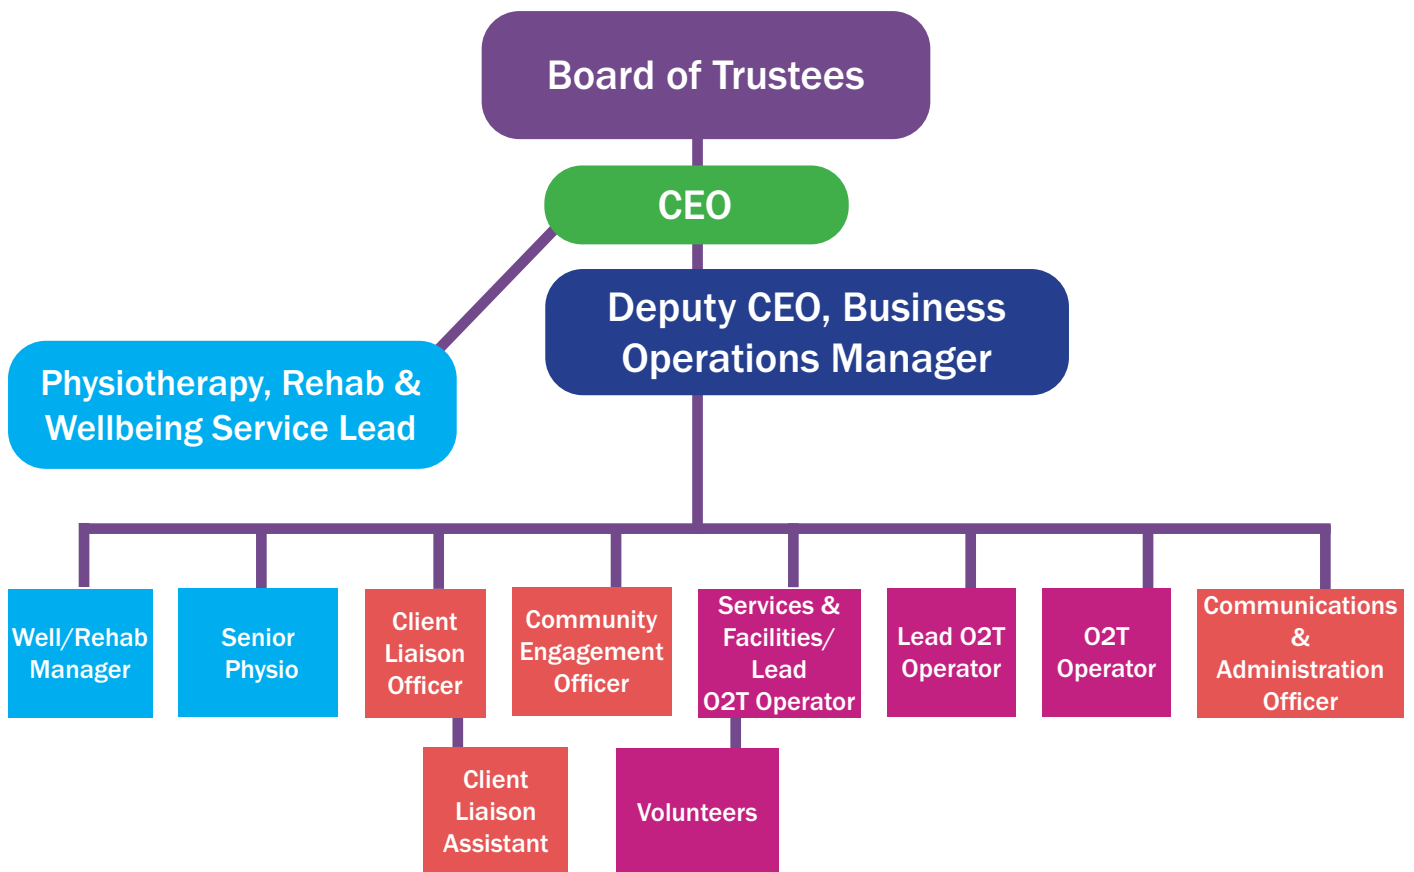 Board of Trustees
CEO
Deputy CEO, Business
Operations Manager
Physiotherapy, Rehab &
Wellbeing Service Lead
Well/Rehab
Manager
Senior
Physio
Client
Liaison
Officer
Community
Engagement
Officer
Services &
Facilities/
Lead
O2T Operator
Lead O2T
Operator
O2T
Operator
Communications
&
Administration
Officer
Client
Liaison
Assistant
Volunteers